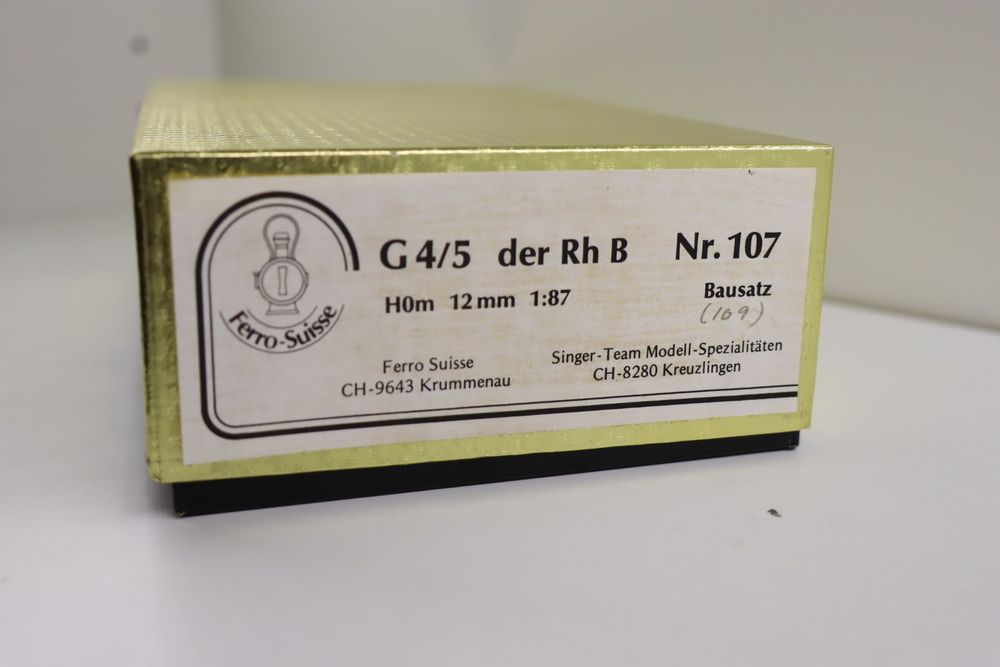 Ferro-Suisse
G 4/5 der Rh B Nr. 107
H0m 12 mm 1:87 Bausatz
(109)
Ferro Suisse
CH-9643 Krummenau
Singer-Team Modell-Spezialitäten
CH-8280 Kreuzlingen